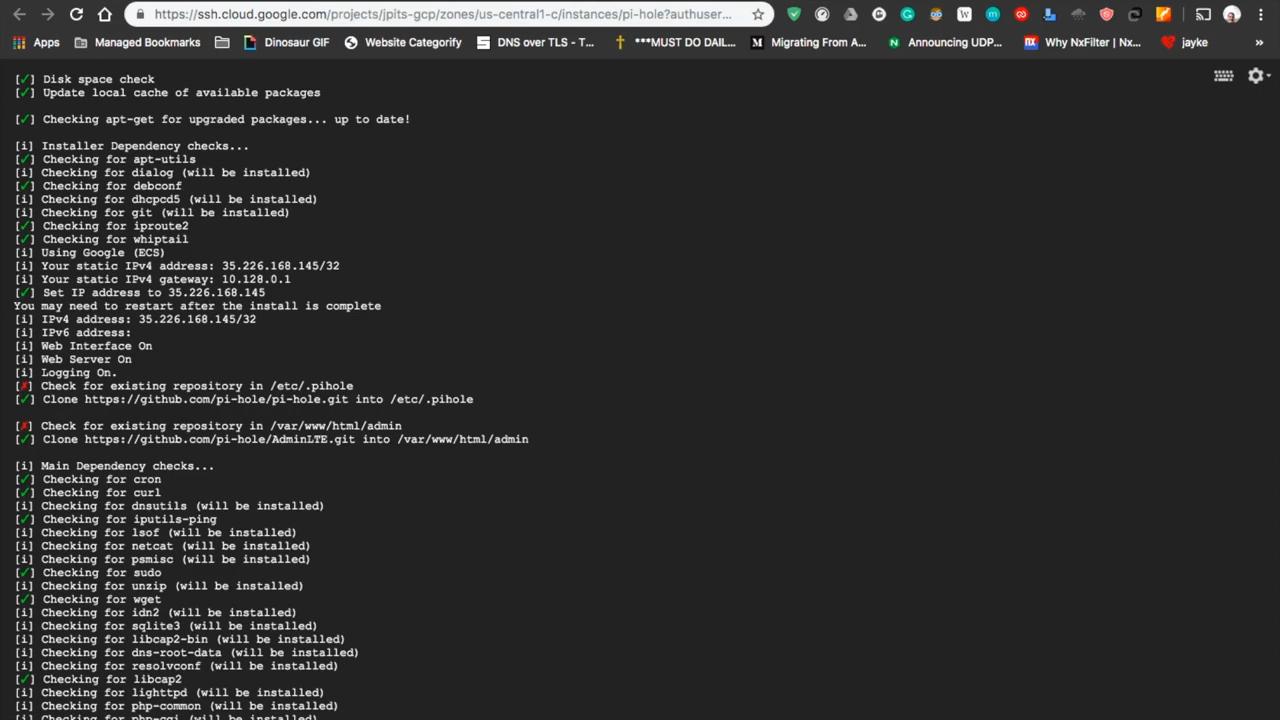 https://ssh.cloud.google.com/projects/jpits-gcp/zones/us-central1-c/instances/pi-hole?authuser...
Apps Managed Bookmarks Dinosaur GIF Website Categorify DNS over TLS - T... ***MUST DO DAIL... Migrating From A... Announcing UDP... Why NxFilter | Nx... jayke »
[✓] Disk space check
[✓] Update local cache of available packages
[✓] Checking apt-get for upgraded packages... up to date!
[i] Installer Dependency checks...
[✓] Checking for apt-utils
[i] Checking for dialog (will be installed)
[✓] Checking for debconf
[i] Checking for dhcpcd5 (will be installed)
[i] Checking for git (will be installed)
[✓] Checking for iproute2
[✓] Checking for whiptail
[i] Using Google (ECS)
[i] Your static IPv4 address: 35.226.168.145/32
[i] Your static IPv4 gateway: 10.128.0.1
[✓] Set IP address to 35.226.168.145
You may need to restart after the install is complete
[i] IPv4 address: 35.226.168.145/32
[i] IPv6 address:
[i] Web Interface On
[i] Web Server On
[i] Logging On.
[✗] Check for existing repository in /etc/.pihole
[✓] Clone https://github.com/pi-hole/pi-hole.git into /etc/.pihole
[✗] Check for existing repository in /var/www/html/admin
[✓] Clone https://github.com/pi-hole/AdminLTE.git into /var/www/html/admin
[i] Main Dependency checks...
[✓] Checking for cron
[✓] Checking for curl
[i] Checking for dnsutils (will be installed)
[✓] Checking for iputils-ping
[i] Checking for lsof (will be installed)
[i] Checking for netcat (will be installed)
[i] Checking for psmisc (will be installed)
[✓] Checking for sudo
[i] Checking for unzip (will be installed)
[✓] Checking for wget
[i] Checking for idn2 (will be installed)
[i] Checking for sqlite3 (will be installed)
[i] Checking for libcap2-bin (will be installed)
[i] Checking for dns-root-data (will be installed)
[i] Checking for resolvconf (will be installed)
[✓] Checking for libcap2
[i] Checking for lighttpd (will be installed)
[i] Checking for php-common (will be installed)
[i] Checking for php-cgi (will be installed)